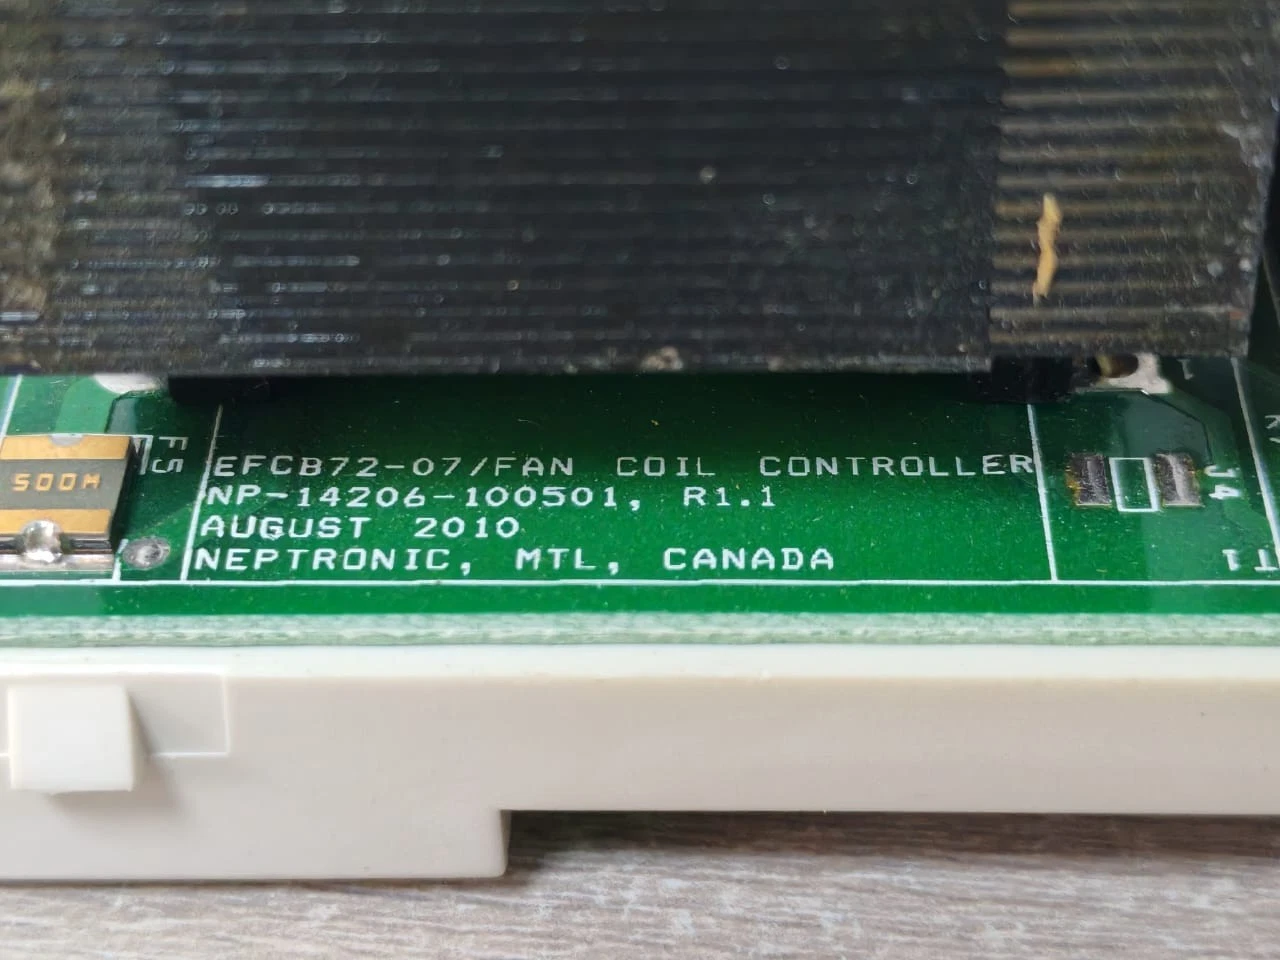 EFCB72-07/FAN COIL CONTROLLER
NP-14206-100501, R1.1
AUGUST 2010
NEPTRONIC, MTL, CANADA
500M
F5
J4
T1